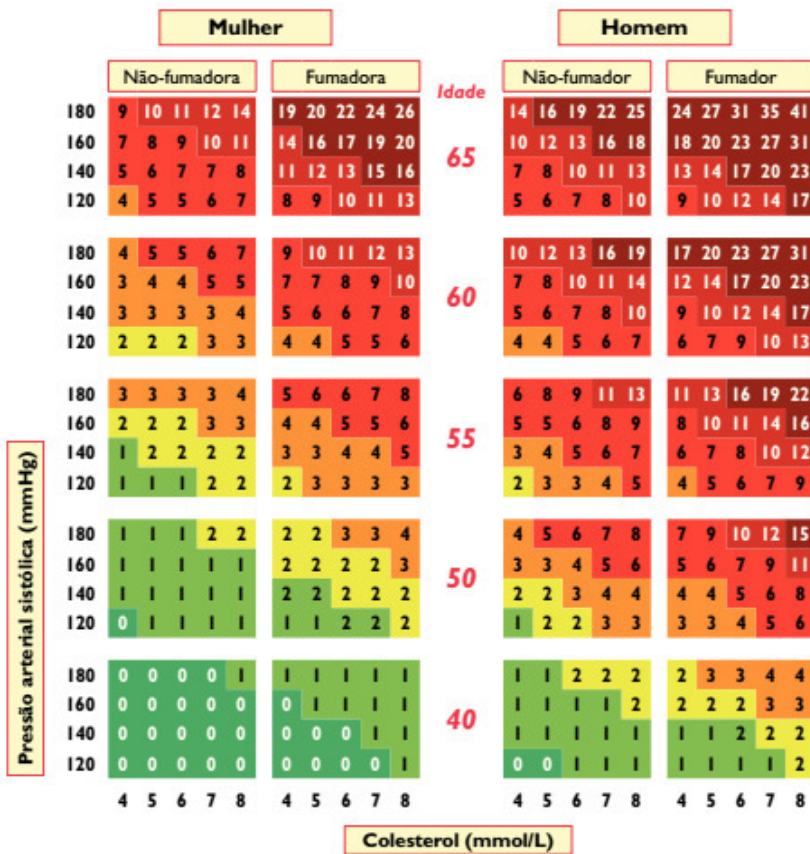 Mulher Homem
Não-fumadora Fumadora Idade Não-fumador Fumador
180 9 10 11 12 14 19 20 22 24 26 14 16 19 22 25 24 27 31 35 41
160 7 8 9 10 11 14 16 17 19 20 65 10 12 13 16 18 18 20 23 27 31
140 5 6 7 7 8 11 12 13 15 16 7 8 10 11 13 13 14 17 20 23
120 4 5 5 6 7 8 9 10 11 13 5 6 7 8 10 9 10 12 14 17
180 4 5 5 6 7 9 10 11 12 13 10 12 13 16 19 17 20 23 27 31
160 3 4 4 5 5 7 7 8 9 10 60 7 8 10 11 14 12 14 17 20 23
140 3 3 3 3 4 5 6 6 7 8 5 6 7 8 10 9 10 12 14 17
120 2 2 2 3 3 4 4 5 5 6 4 4 5 6 7 6 7 9 10 13
180 3 3 3 3 4 5 6 6 7 8 6 8 9 11 13 11 13 16 19 22
160 2 2 2 3 3 4 4 5 5 6 55 5 5 6 8 9 8 10 11 14 16
140 1 2 2 2 2 3 3 4 4 5 3 4 5 6 7 6 7 8 10 12
120 1 1 1 2 2 2 3 3 3 3 2 3 3 4 5 4 5 6 7 9
180 1 1 1 2 2 2 2 3 3 4 4 5 6 7 8 7 9 10 12 15
160 1 1 1 1 1 2 2 2 2 3 50 3 3 4 5 6 5 6 7 9 11
140 1 1 1 1 1 2 2 2 2 2 2 2 3 4 4 4 4 5 6 8
120 0 1 1 1 1 1 1 2 2 2 1 2 2 3 3 3 3 4 5 6
180 0 0 0 0 1 1 1 1 1 1 1 1 2 2 2 2 3 3 4 4
160 0 0 0 0 0 0 1 1 1 1 40 1 1 1 1 2 2 2 2 3 3
140 0 0 0 0 0 0 0 0 1 1 1 1 1 1 1 1 1 2 2 2
120 0 0 0 0 0 0 0 0 0 1 0 0 1 1 1 1 1 1 1 2
4 5 6 7 8 4 5 6 7 8 4 5 6 7 8 4 5 6 7 8
Pressão arterial sistólica (mmHg)
Colesterol (mmol/L)